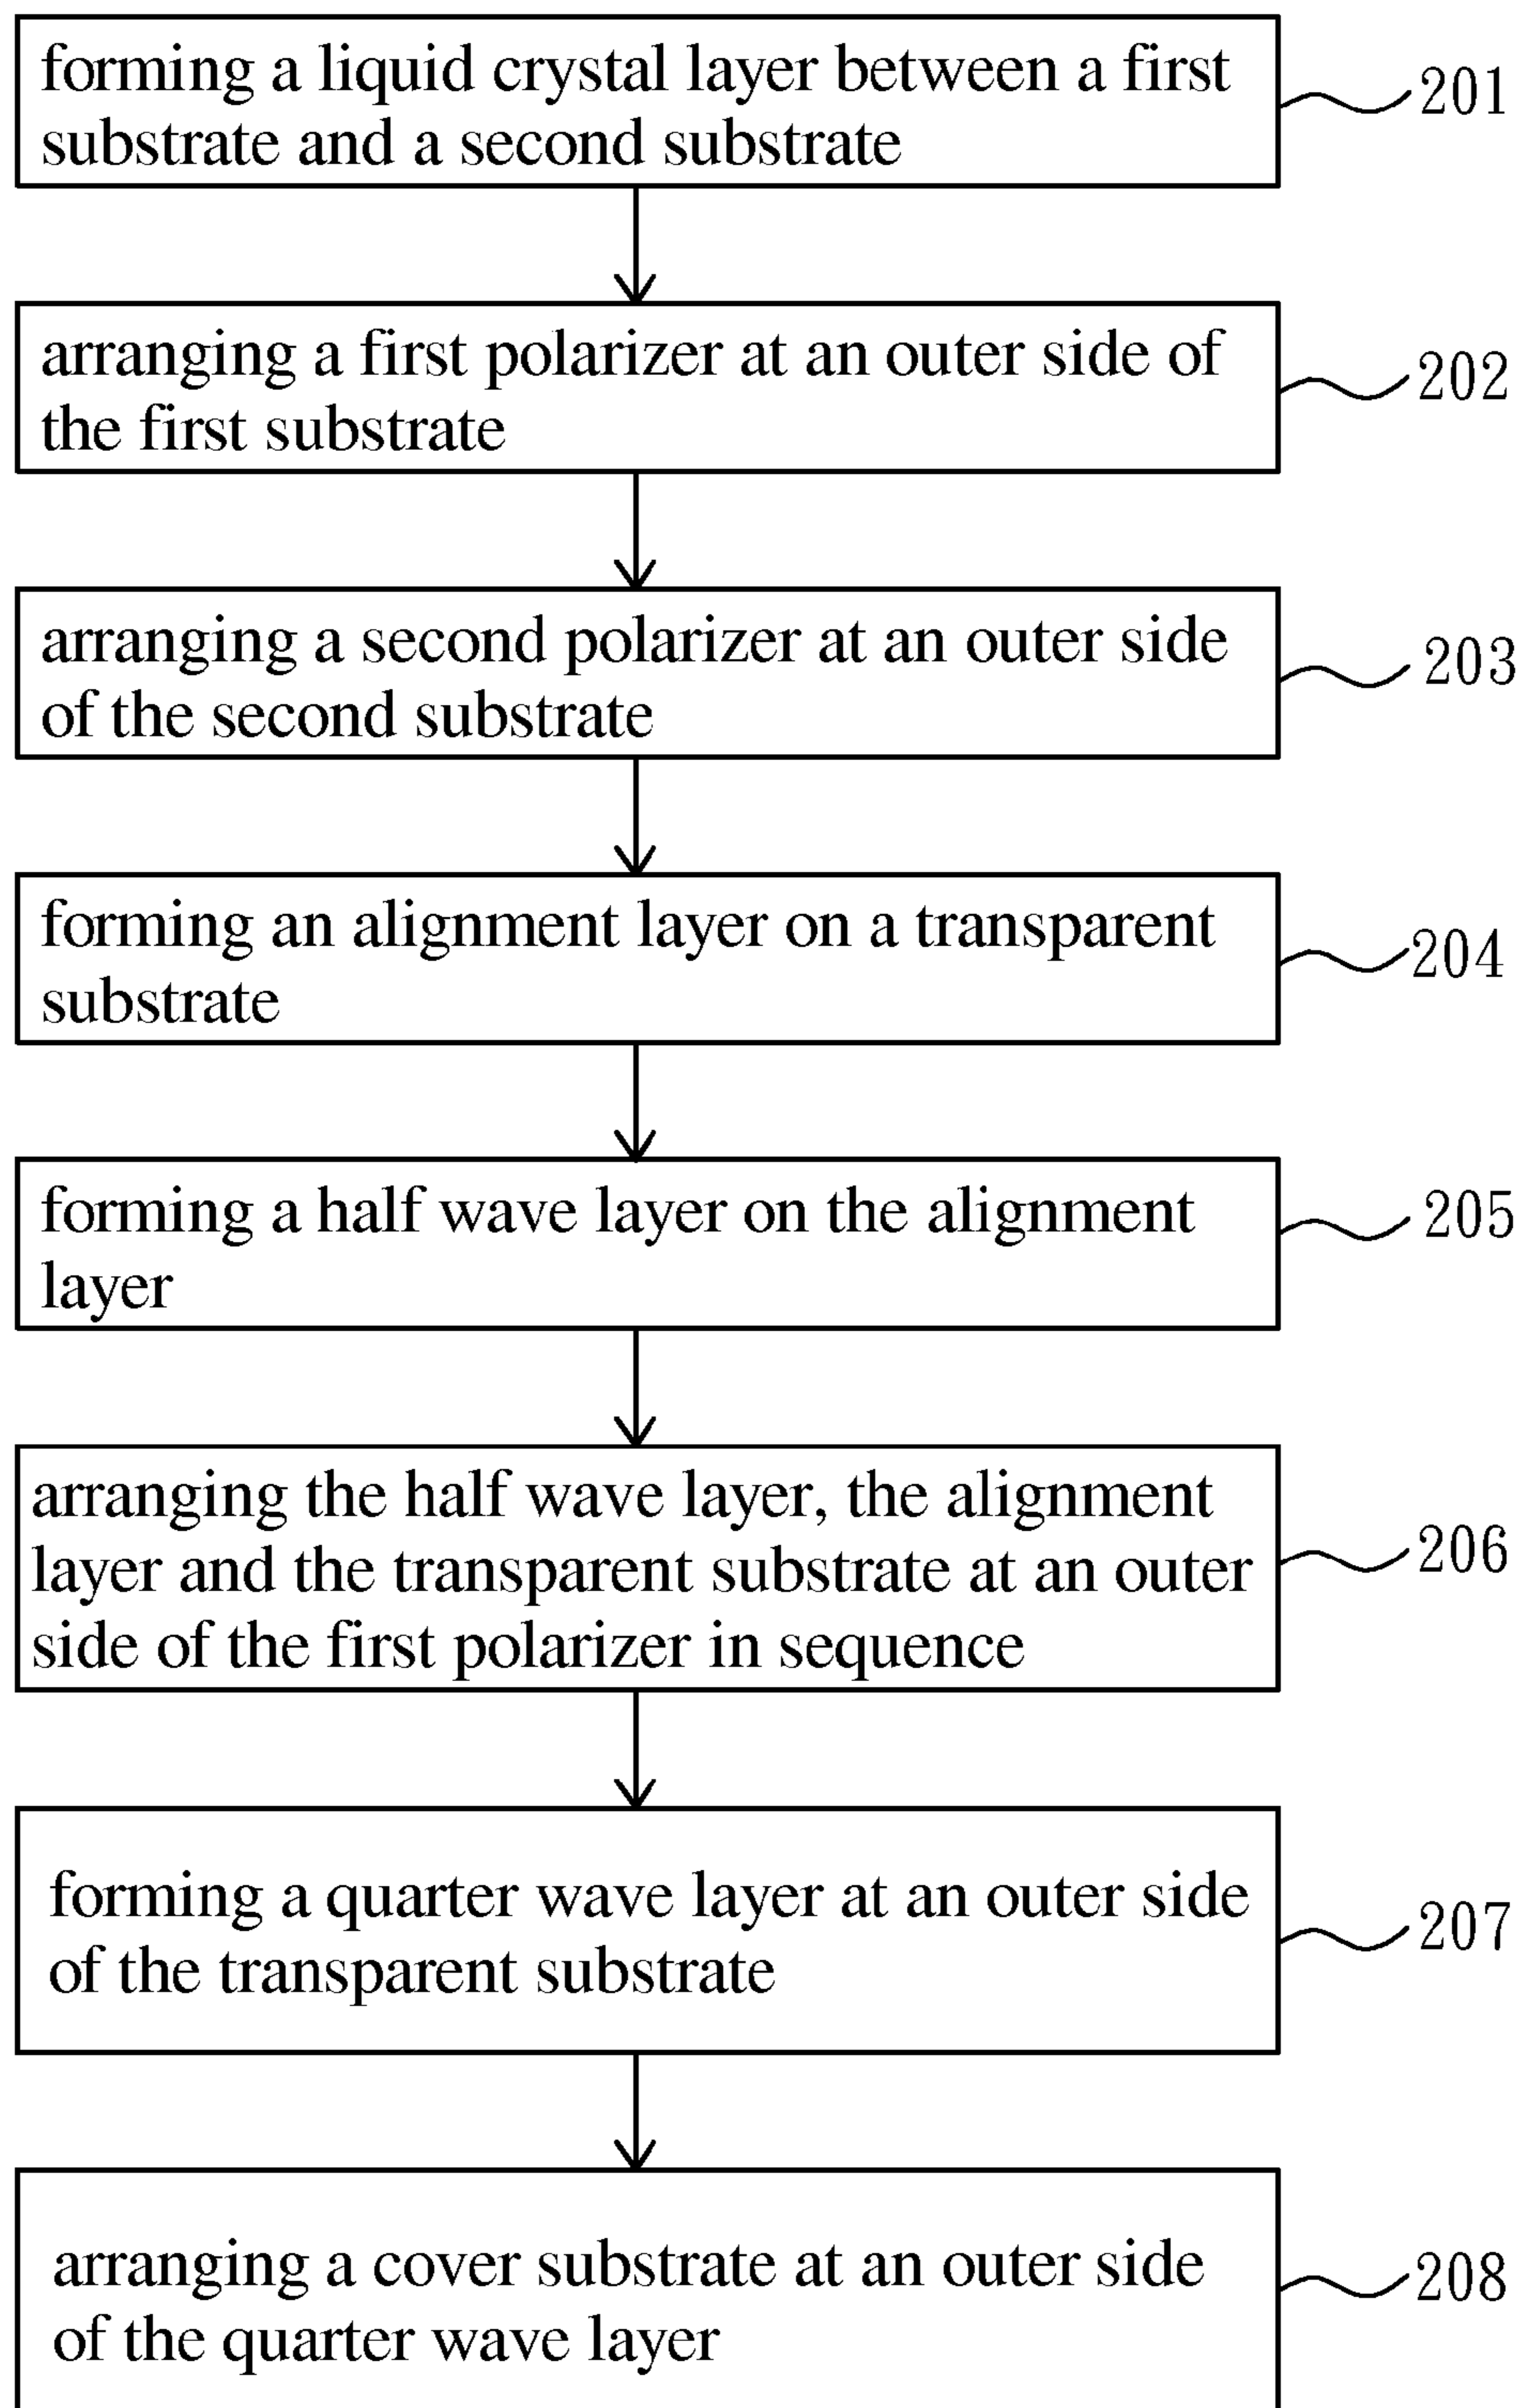 forming a liquid crystal layer between a first
substrate and a second substrate
201
arranging a first polarizer at an outer side of
the first substrate
202
arranging a second polarizer at an outer side
of the second substrate
203
forming an alignment layer on a transparent
substrate
204
forming a half wave layer on the alignment
layer
205
arranging the half wave layer, the alignment
layer and the transparent substrate at an outer
side of the first polarizer in sequence
206
forming a quarter wave layer at an outer side
of the transparent substrate
207
arranging a cover substrate at an outer side
of the quarter wave layer
208